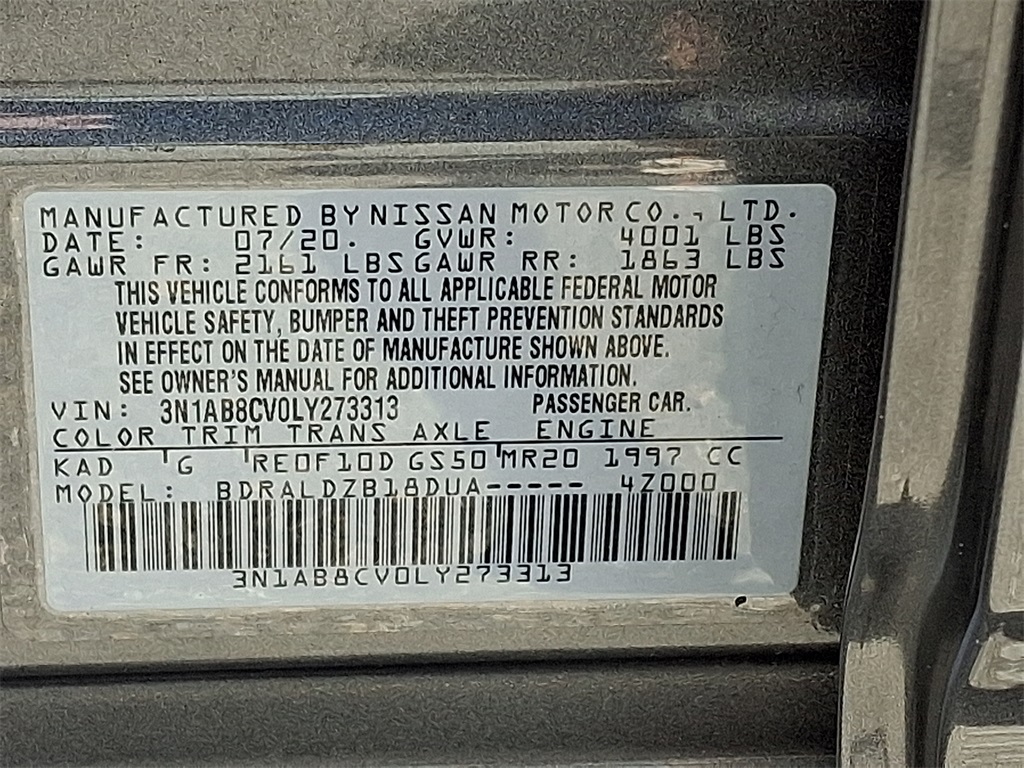 MANUFACTURED BY NISSAN MOTOR CO., LTD.
DATE: 07/20. GVWR: 4001 LBS
GAWR FR: 2161 LBS GAWR RR: 1863 LBS
THIS VEHICLE CONFORMS TO ALL APPLICABLE FEDERAL MOTOR
VEHICLE SAFETY, BUMPER AND THEFT PREVENTION STANDARDS
IN EFFECT ON THE DATE OF MANUFACTURE SHOWN ABOVE.
SEE OWNER'S MANUAL FOR ADDITIONAL INFORMATION.
VIN: 3N1AB8CV0LY273313 PASSENGER CAR.
COLOR TRIM TRANS AXLE ENGINE
KAD G RE0F10D GS50 MR20 1997 CC
MODEL: BDRALDZB18DUA----- 4Z000
3N1AB8CV0LY273313